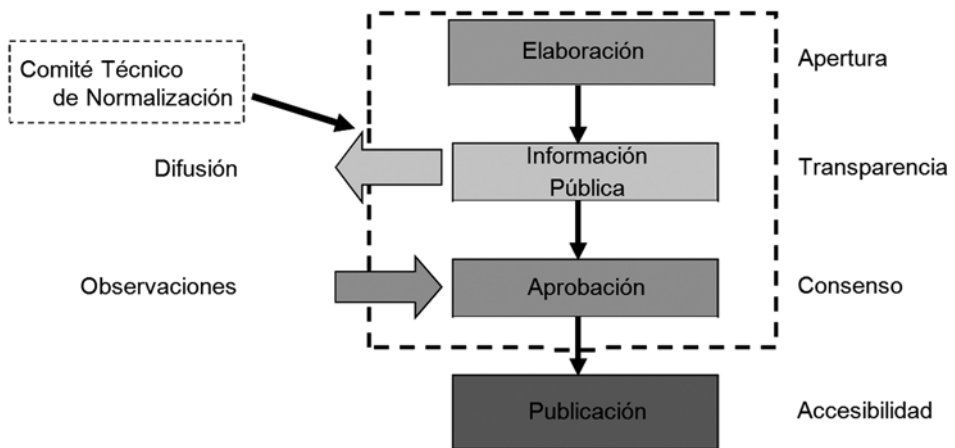 Elaboración
Apertura
Comité Técnico
de Normalización
Difusión
Información
Pública
Transparencia
Observaciones
Aprobación
Consenso
Publicación
Accesibilidad